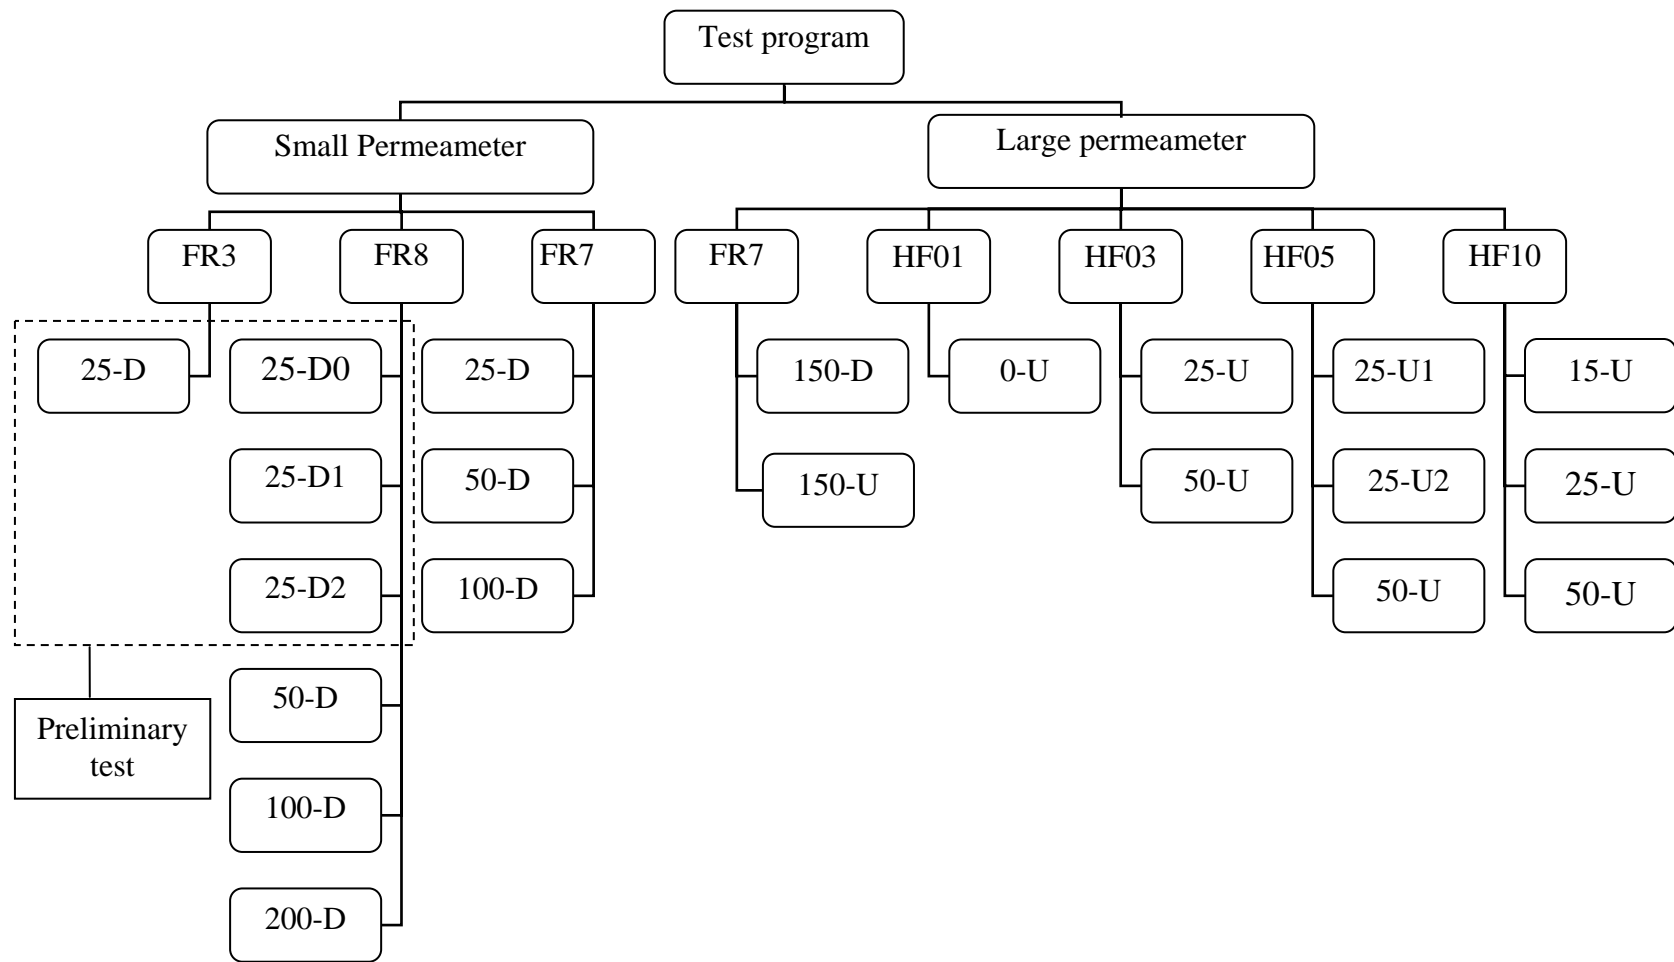 Test program
Small Permeameter
Large permeameter
FR3
FR8
FR7
FR7
HF01
HF03
HF05
HF10
25-D
25-D0
25-D
150-D
0-U
25-U
25-U1
15-U
25-D1
50-D
150-U
50-U
25-U2
25-U
25-D2
100-D
50-U
50-U
50-D
Preliminary
test
100-D
200-D